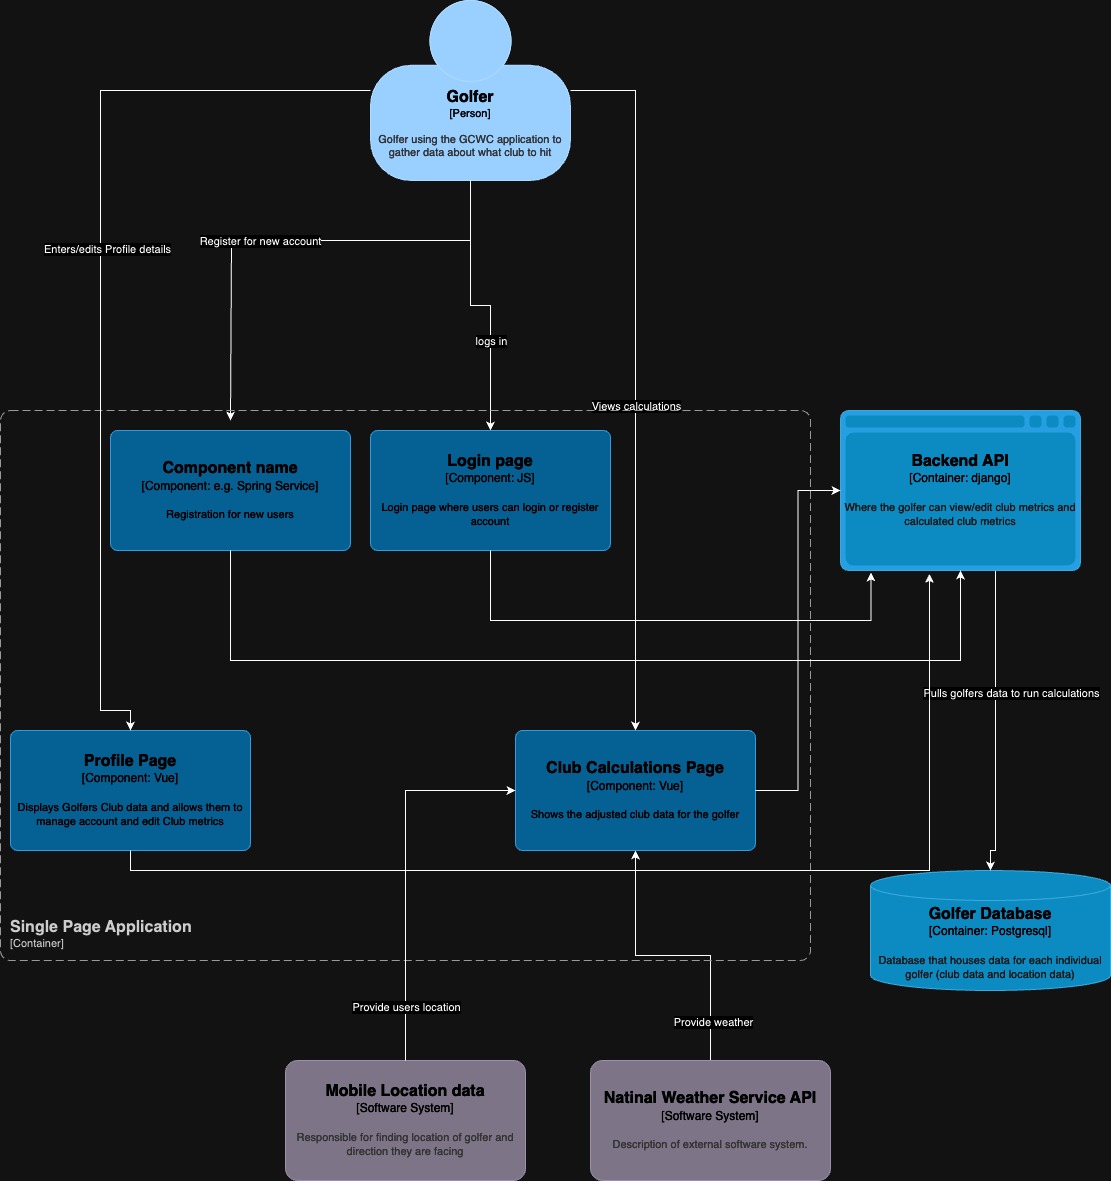 Golfer
[Person]
Golfer using the GCWC application to
gather data about what club to hit
Enters/edits Profile details
Register for new account
logs in
Views calculations
Component name
[Component: e.g. Spring Service]
Registration for new users
Login page
[Component: JS]
Login page where users can login or register
account
Backend API
[Container: django]
Where the golfer can view/edit club metrics and
calculated club metrics
Pulls golfers data to run calculations
Profile Page
[Component: Vue]
Displays Golfers Club data and allows them to
manage account and edit Club metrics
Club Calculations Page
[Component: Vue]
Shows the adjusted club data for the golfer
Single Page Application
[Container]
Golfer Database
[Container: Postgresql]
Database that houses data for each individual
golfer (club data and location data)
Provide users location
Provide weather
Mobile Location data
[Software System]
Responsible for finding location of golfer and
direction they are facing
Natinal Weather Service API
[Software System]
Description of external software system.